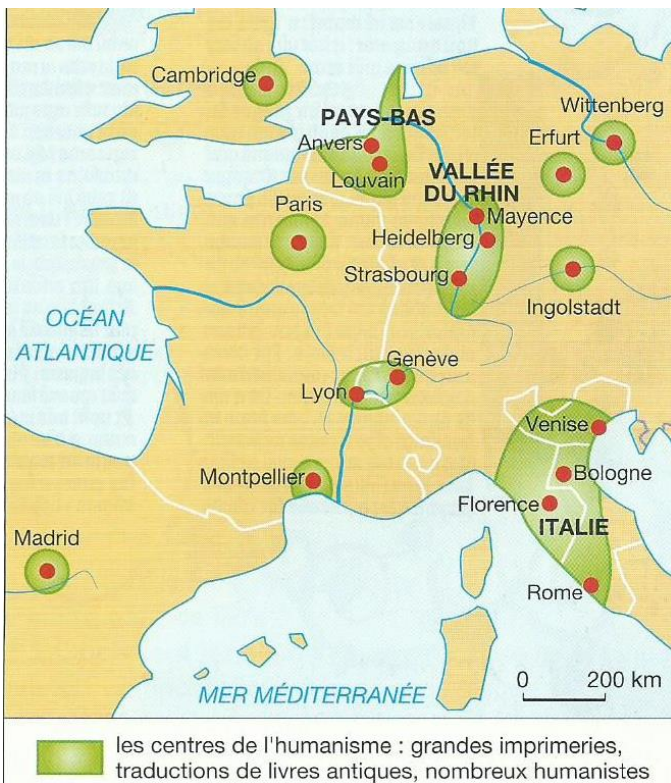 Cambridge
Wittenberg
PAYS-BAS
Erfurt
Anvers
Louvain
VALLÉE
DU RHIN
Paris
Mayence
Heidelberg
Strasbourg
Ingolstadt
OCÉAN
ATLANTIQUE
Genève
Lyon
Venise
Montpellier
Bologne
Florence
ITALIE
Madrid
Rome
0 200 km
MER MÉDITERRANÉE
les centres de l'humanisme : grandes imprimeries,
traductions de livres antiques, nombreux humanistes